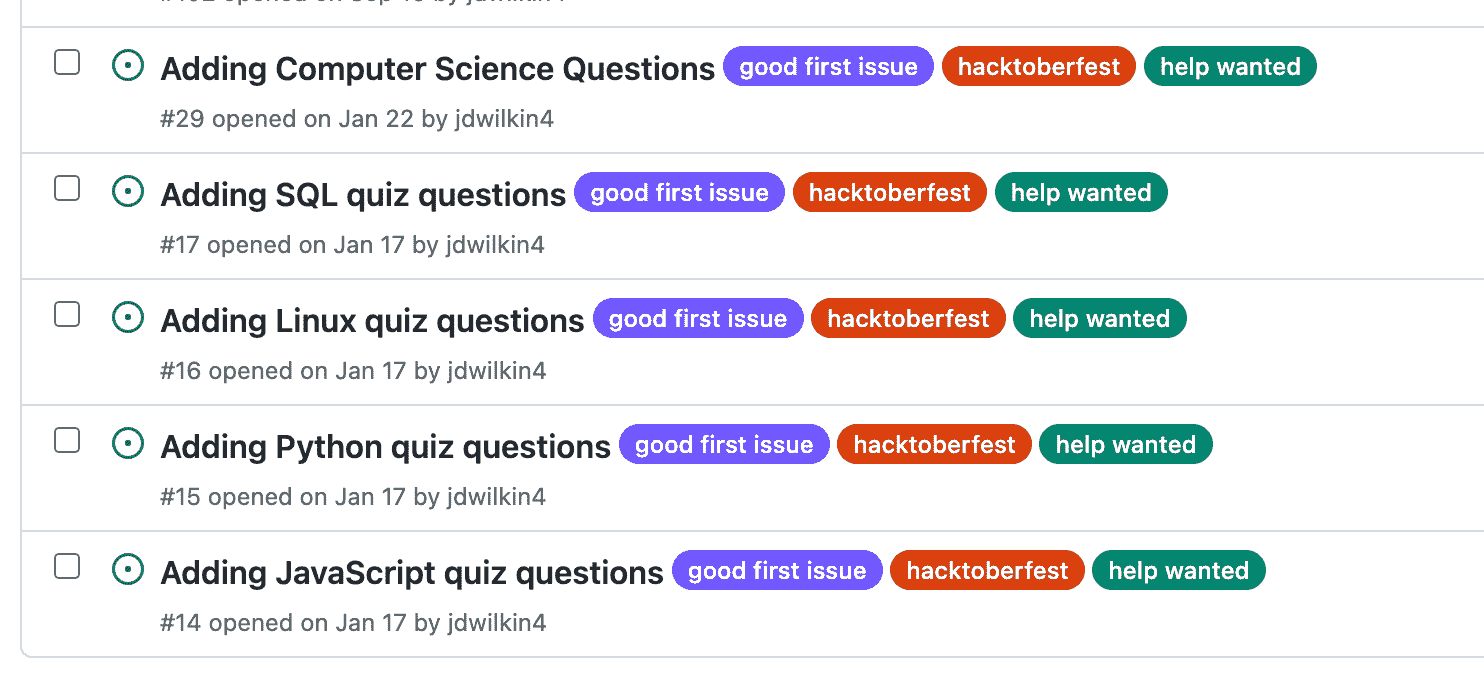 Adding Computer Science Questions good first issue hacktoberfest help wanted
#29 opened on Jan 22 by jdwilkin4
Adding SQL quiz questions good first issue hacktoberfest help wanted
#17 opened on Jan 17 by jdwilkin4
Adding Linux quiz questions good first issue hacktoberfest help wanted
#16 opened on Jan 17 by jdwilkin4
Adding Python quiz questions good first issue hacktoberfest help wanted
#15 opened on Jan 17 by jdwilkin4
Adding JavaScript quiz questions good first issue hacktoberfest help wanted
#14 opened on Jan 17 by jdwilkin4